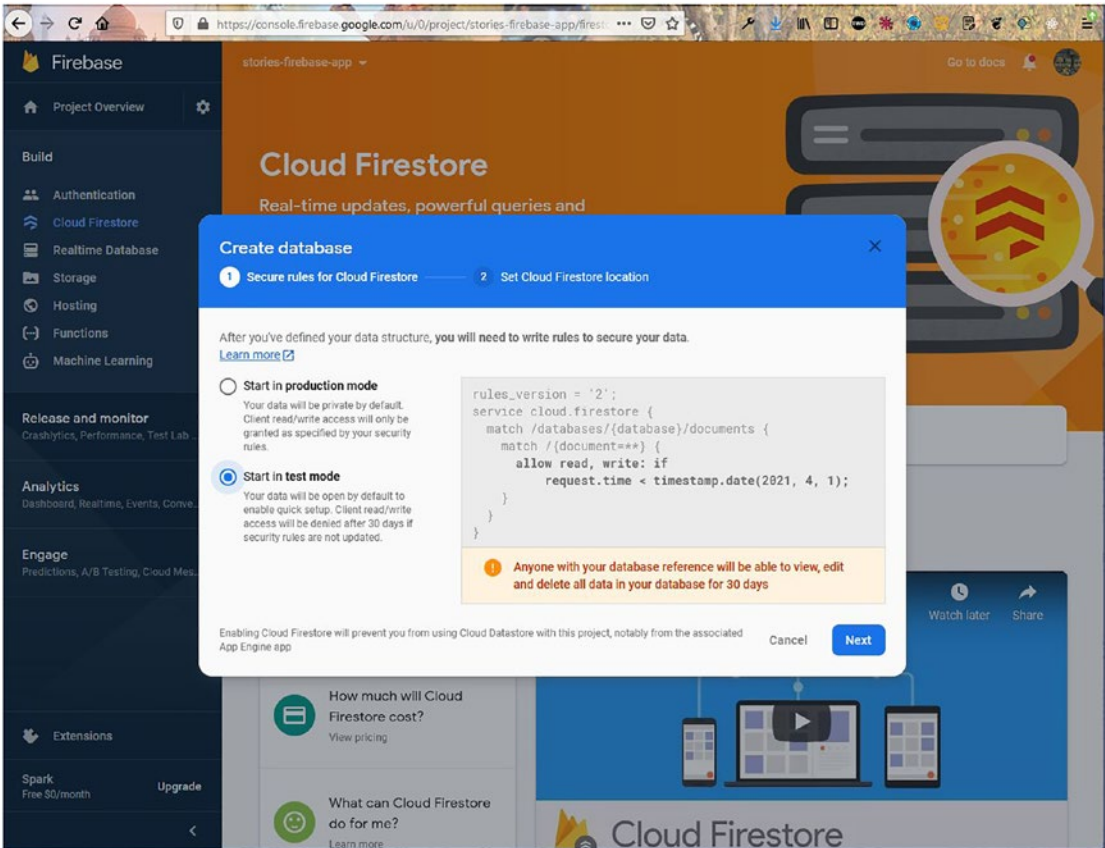 https://console.firebase.google.com/u/0/project/stories-firebase-app/firest
Firebase
stories-firebase-app
Go to docs
Project Overview
Build
Authentication
Cloud Firestore
Realtime Database
Storage
Hosting
Functions
Machine Learning
Release and monitor
Crashlytics, Performance, Test Lab ...
Analytics
Dashboard, Realtime, Events, Conve...
Engage
Predictions, A/B Testing, Cloud Mes...
Extensions
Spark
Free $0/month
Upgrade
Cloud Firestore
Real-time updates, powerful queries and
Create database
1 Secure rules for Cloud Firestore
2 Set Cloud Firestore location
After you've defined your data structure, you will need to write rules to secure your data.
Learn more
Start in production mode
Your data will be private by default.
Client read/write access will only be
granted as specified by your security
rules.
Start in test mode
Your data will be open by default to
enable quick setup. Client read/write
access will be denied after 30 days if
security rules are not updated.
rules_version = '2';
service cloud.firestore {
match /databases/{database}/documents {
match /{document=**} {
allow read, write: if
request.time < timestamp.date(2021, 4, 1);
}
}
}
Anyone with your database reference will be able to view, edit
and delete all data in your database for 30 days
Enabling Cloud Firestore will prevent you from using Cloud Datastore with this project, notably from the associated
App Engine app
Cancel
Next
How much will Cloud
Firestore cost?
View pricing
What can Cloud Firestore
do for me?
Learn more
Watch later
Share
Cloud Firestore